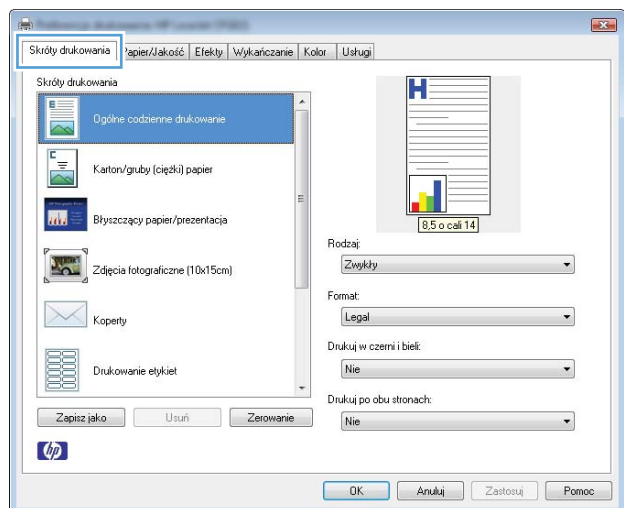 Skróty drukowania
Papier/Jakość
Efekty
Wykańczanie
Kolor
Usługi
Skróty drukowania
Ogólne codzienne drukowanie
Karton/gruby (ciężki) papier
Błyszczący papier/prezentacja
Zdjęcia fotograficzne (10x15cm)
Koperty
Drukowanie etykiet
Zapisz jako
Usuń
Zerowanie
hp
H
8,5 o cali 14
Rodzaj:
Zwykły
Format:
Legal
Drukuj w czerni i bieli:
Nie
Drukuj po obu stronach:
Nie
OK
Anuluj
Zastosuj
Pomoc